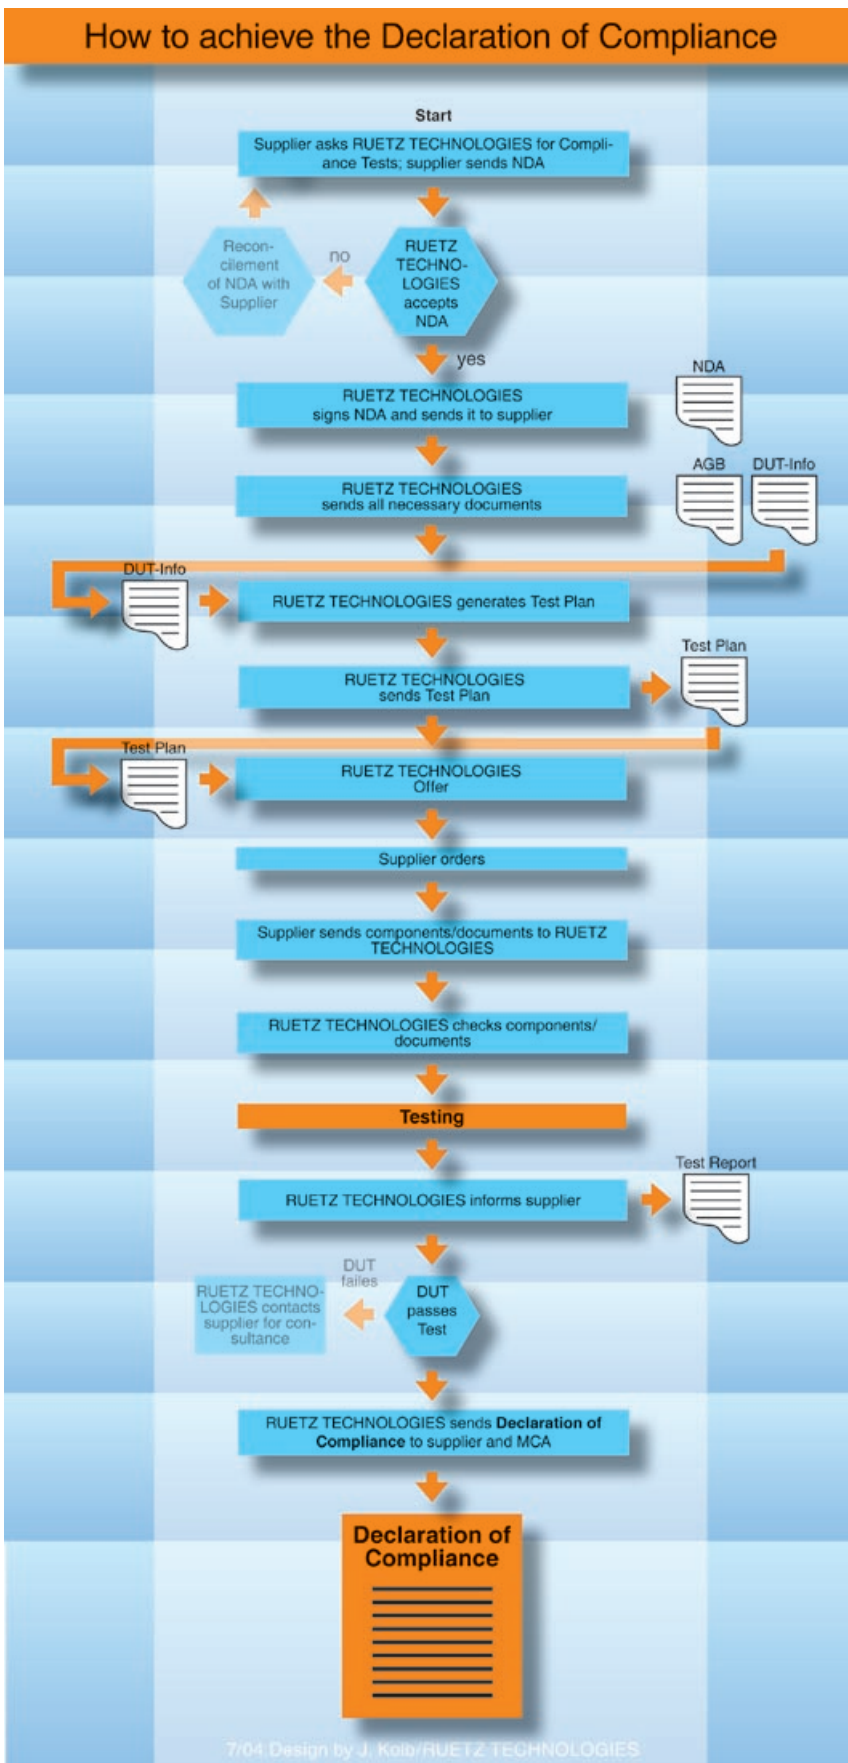 How to achieve the Declaration of Compliance
Start
Supplier asks RUETZ TECHNOLOGIES for Compli-
ance Tests; supplier sends NDA
Recon-
cilement
of NDA with
Supplier
no
RUETZ
TECHNO-
LOGIES
accepts
NDA
yes
RUETZ TECHNOLOGIES
signs NDA and sends it to supplier
NDA
RUETZ TECHNOLOGIES
sends all necessary documents
AGB
DUT-Info
DUT-Info
RUETZ TECHNOLOGIES generates Test Plan
RUETZ TECHNOLOGIES
sends Test Plan
Test Plan
Test Plan
RUETZ TECHNOLOGIES
Offer
Supplier orders
Supplier sends components/documents to RUETZ
TECHNOLOGIES
RUETZ TECHNOLOGIES checks components/
documents
Testing
RUETZ TECHNOLOGIES informs supplier
Test Report
DUT
failes
RUETZ TECHNO-
LOGIES contacts
supplier for con-
sultance
DUT
passes
Test
RUETZ TECHNOLOGIES sends Declaration of
Compliance to supplier and MCA
Declaration of
Compliance
7/04 Design by J. Kolb/RUETZ TECHNOLOGIES